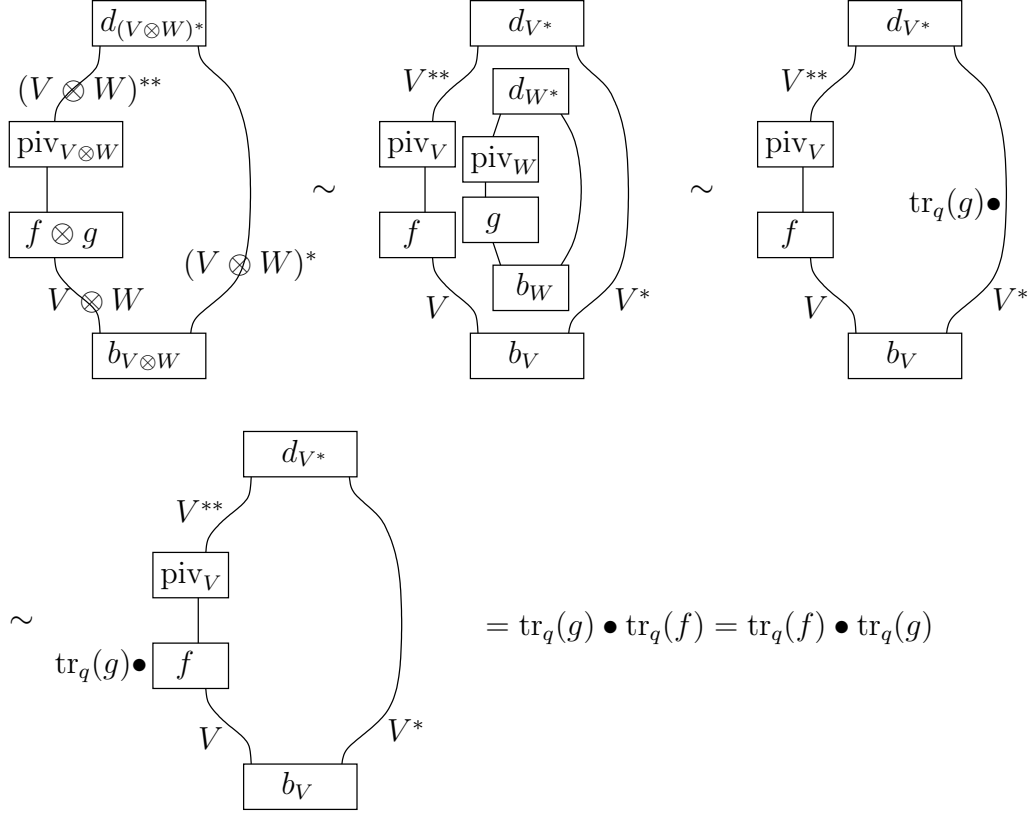 d_{(V⊗W)^*} d_{V^*} d_{V^*}
(V ⊗ W)^{**} V^{**} d_{W^*} V^{**}
piv_{V⊗W} piv_V piv_W piv_V
∼ ∼
f ⊗ g f g tr_q(g)• f
(V ⊗ W)^*
V ⊗ W V b_W V^* V V^*
b_{V⊗W} b_V b_V
d_{V^*}
V^{**}
piv_V
∼ = tr_q(g) • tr_q(f) = tr_q(f) • tr_q(g)
tr_q(g)• f
V V^*
b_V